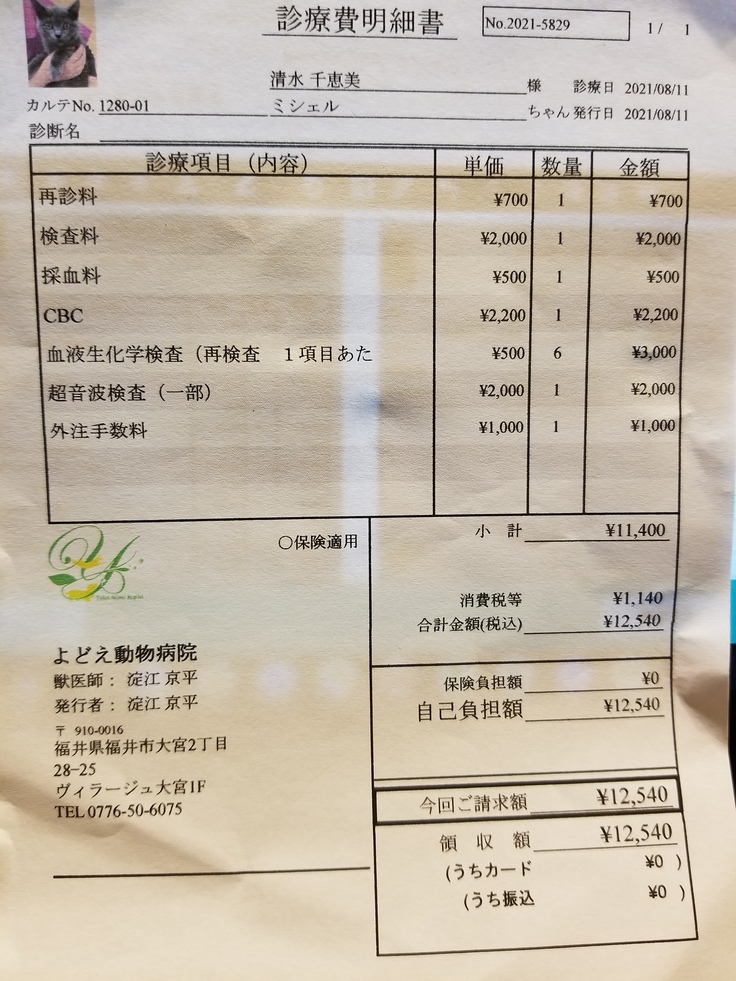 診療費明細書
No.2021-5829
1/ 1
清水 千恵美 様 診療日 2021/08/11
カルテNo. 1280-01 ミシェル ちゃん 発行日 2021/08/11
診断名
診療項目（内容） 単価 数量 金額
再診料 ¥700 1 ¥700
検査料 ¥2,000 1 ¥2,000
採血料 ¥500 1 ¥500
CBC ¥2,200 1 ¥2,200
血液生化学検査（再検査 １項目あた ¥500 6 ¥3,000
超音波検査（一部） ¥2,000 1 ¥2,000
外注手数料 ¥1,000 1 ¥1,000
〇保険適用
小 計 ¥11,400
消費税等 ¥1,140
合計金額(税込) ¥12,540
保険負担額 ¥0
自己負担額 ¥12,540
よどえ動物病院
獣医師： 淀江 京平
発行者： 淀江 京平
〒 910-0016
福井県福井市大宮2丁目
28−25
ヴィラージュ大宮1F
TEL 0776-50-6075
今回ご請求額 ¥12,540
領 収 額 ¥12,540
(うちカード ¥0 )
(うち振込 ¥0 )